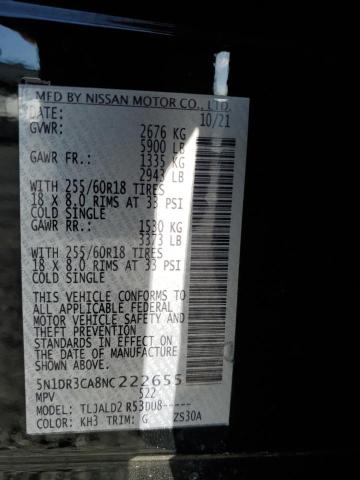 MFD BY NISSAN MOTOR CO., LTD.
DATE: 10/21
GVWR: 2676 KG
5900 LB
GAWR FR.: 1335 KG
2943 LB
WITH 255/60R18 TIRES
18 X 8.0 RIMS AT 33 PSI
COLD SINGLE
GAWR RR.: 1530 KG
3373 LB
WITH 255/60R18 TIRES
18 X 8.0 RIMS AT 33 PSI
COLD SINGLE
THIS VEHICLE CONFORMS TO
ALL APPLICABLE FEDERAL
MOTOR VEHICLE SAFETY
STANDARDS IN EFFECT ON
THE DATE OF MANUFACTURE
SHOWN ABOVE.
5N1DR3CA8NC222655
MPV 522
MODEL: TLJALD2 R53DU8-----
COLOR: KH3 TRIM: G ZS30A